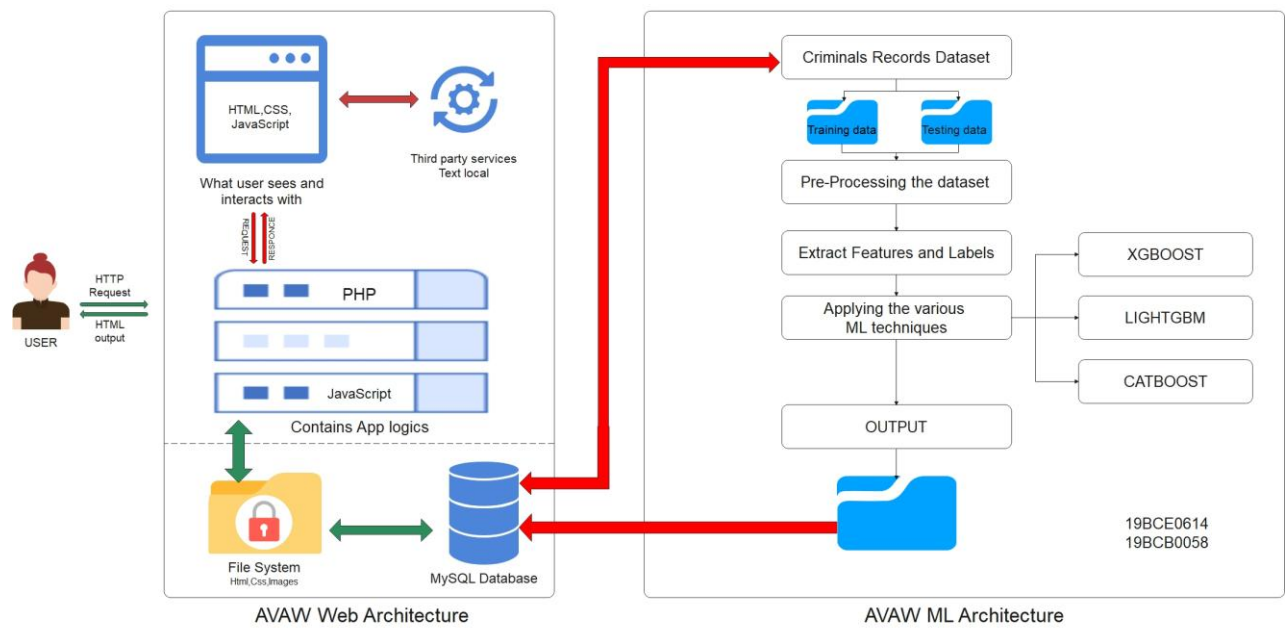 HTML,CSS,
JavaScript
Third party services
Text local
What user sees and
interacts with
REQUEST
RESPONCE
HTTP
Request
HTML
output
USER
PHP
JavaScript
Contains App logics
File System
Html,Css,Images
MySQL Database
AVAW Web Architecture
Criminals Records Dataset
Training data
Testing data
Pre-Processing the dataset
Extract Features and Labels
Applying the various
ML techniques
XGBOOST
LIGHTGBM
CATBOOST
OUTPUT
19BCE0614
19BCB0058
AVAW ML Architecture